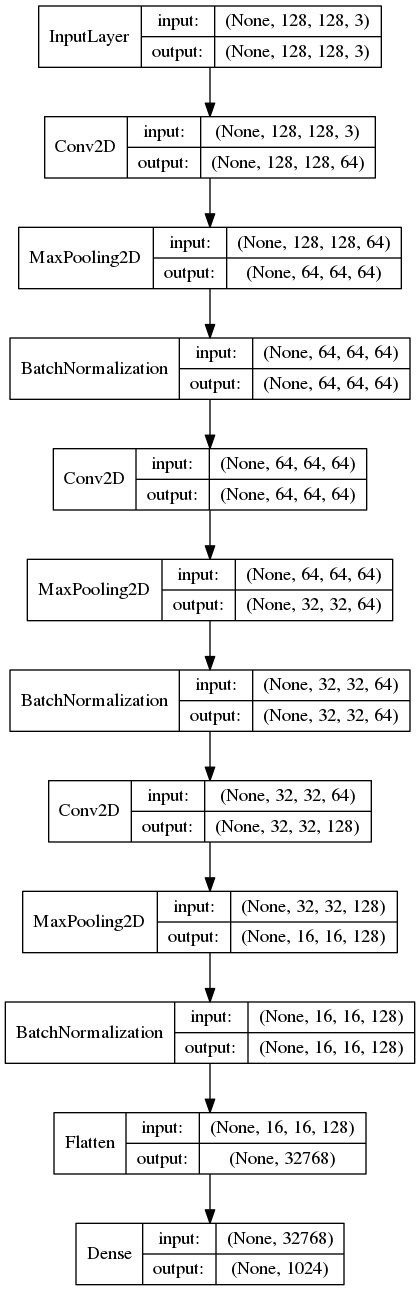 InputLayer
input: (None, 128, 128, 3)
output: (None, 128, 128, 3)
Conv2D
input: (None, 128, 128, 3)
output: (None, 128, 128, 64)
MaxPooling2D
input: (None, 128, 128, 64)
output: (None, 64, 64, 64)
BatchNormalization
input: (None, 64, 64, 64)
output: (None, 64, 64, 64)
Conv2D
input: (None, 64, 64, 64)
output: (None, 64, 64, 64)
MaxPooling2D
input: (None, 64, 64, 64)
output: (None, 32, 32, 64)
BatchNormalization
input: (None, 32, 32, 64)
output: (None, 32, 32, 64)
Conv2D
input: (None, 32, 32, 64)
output: (None, 32, 32, 128)
MaxPooling2D
input: (None, 32, 32, 128)
output: (None, 16, 16, 128)
BatchNormalization
input: (None, 16, 16, 128)
output: (None, 16, 16, 128)
Flatten
input: (None, 16, 16, 128)
output: (None, 32768)
Dense
input: (None, 32768)
output: (None, 1024)